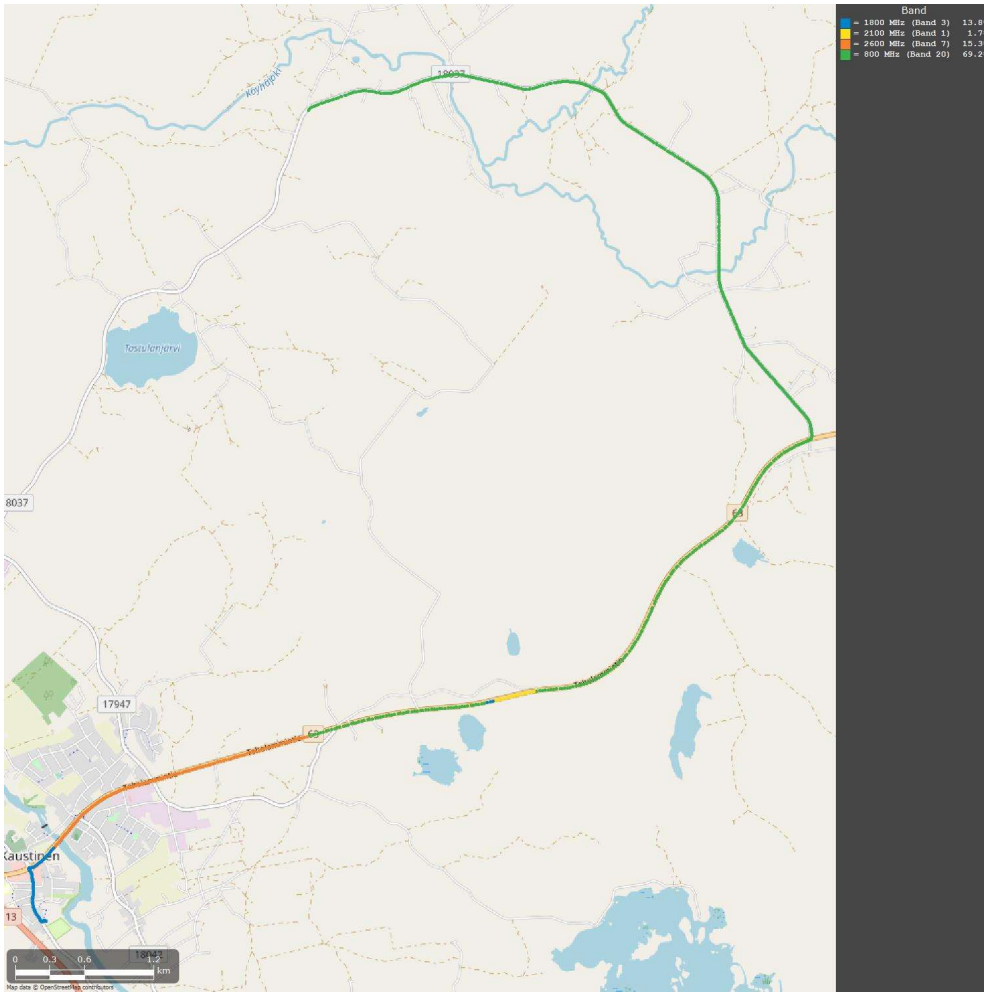 Band
= 1800 MHz (Band 3) 13.8
= 2100 MHz (Band 1) 1.7
= 2600 MHz (Band 7) 15.3
= 800 MHz (Band 20) 69.2
18037
Köyhäjoki
Tastulanjärvi
8037
63
17947
63
Kaustinen
13
18042
0 0.3 0.6 1.2
km
Map data © OpenStreetMap contributors